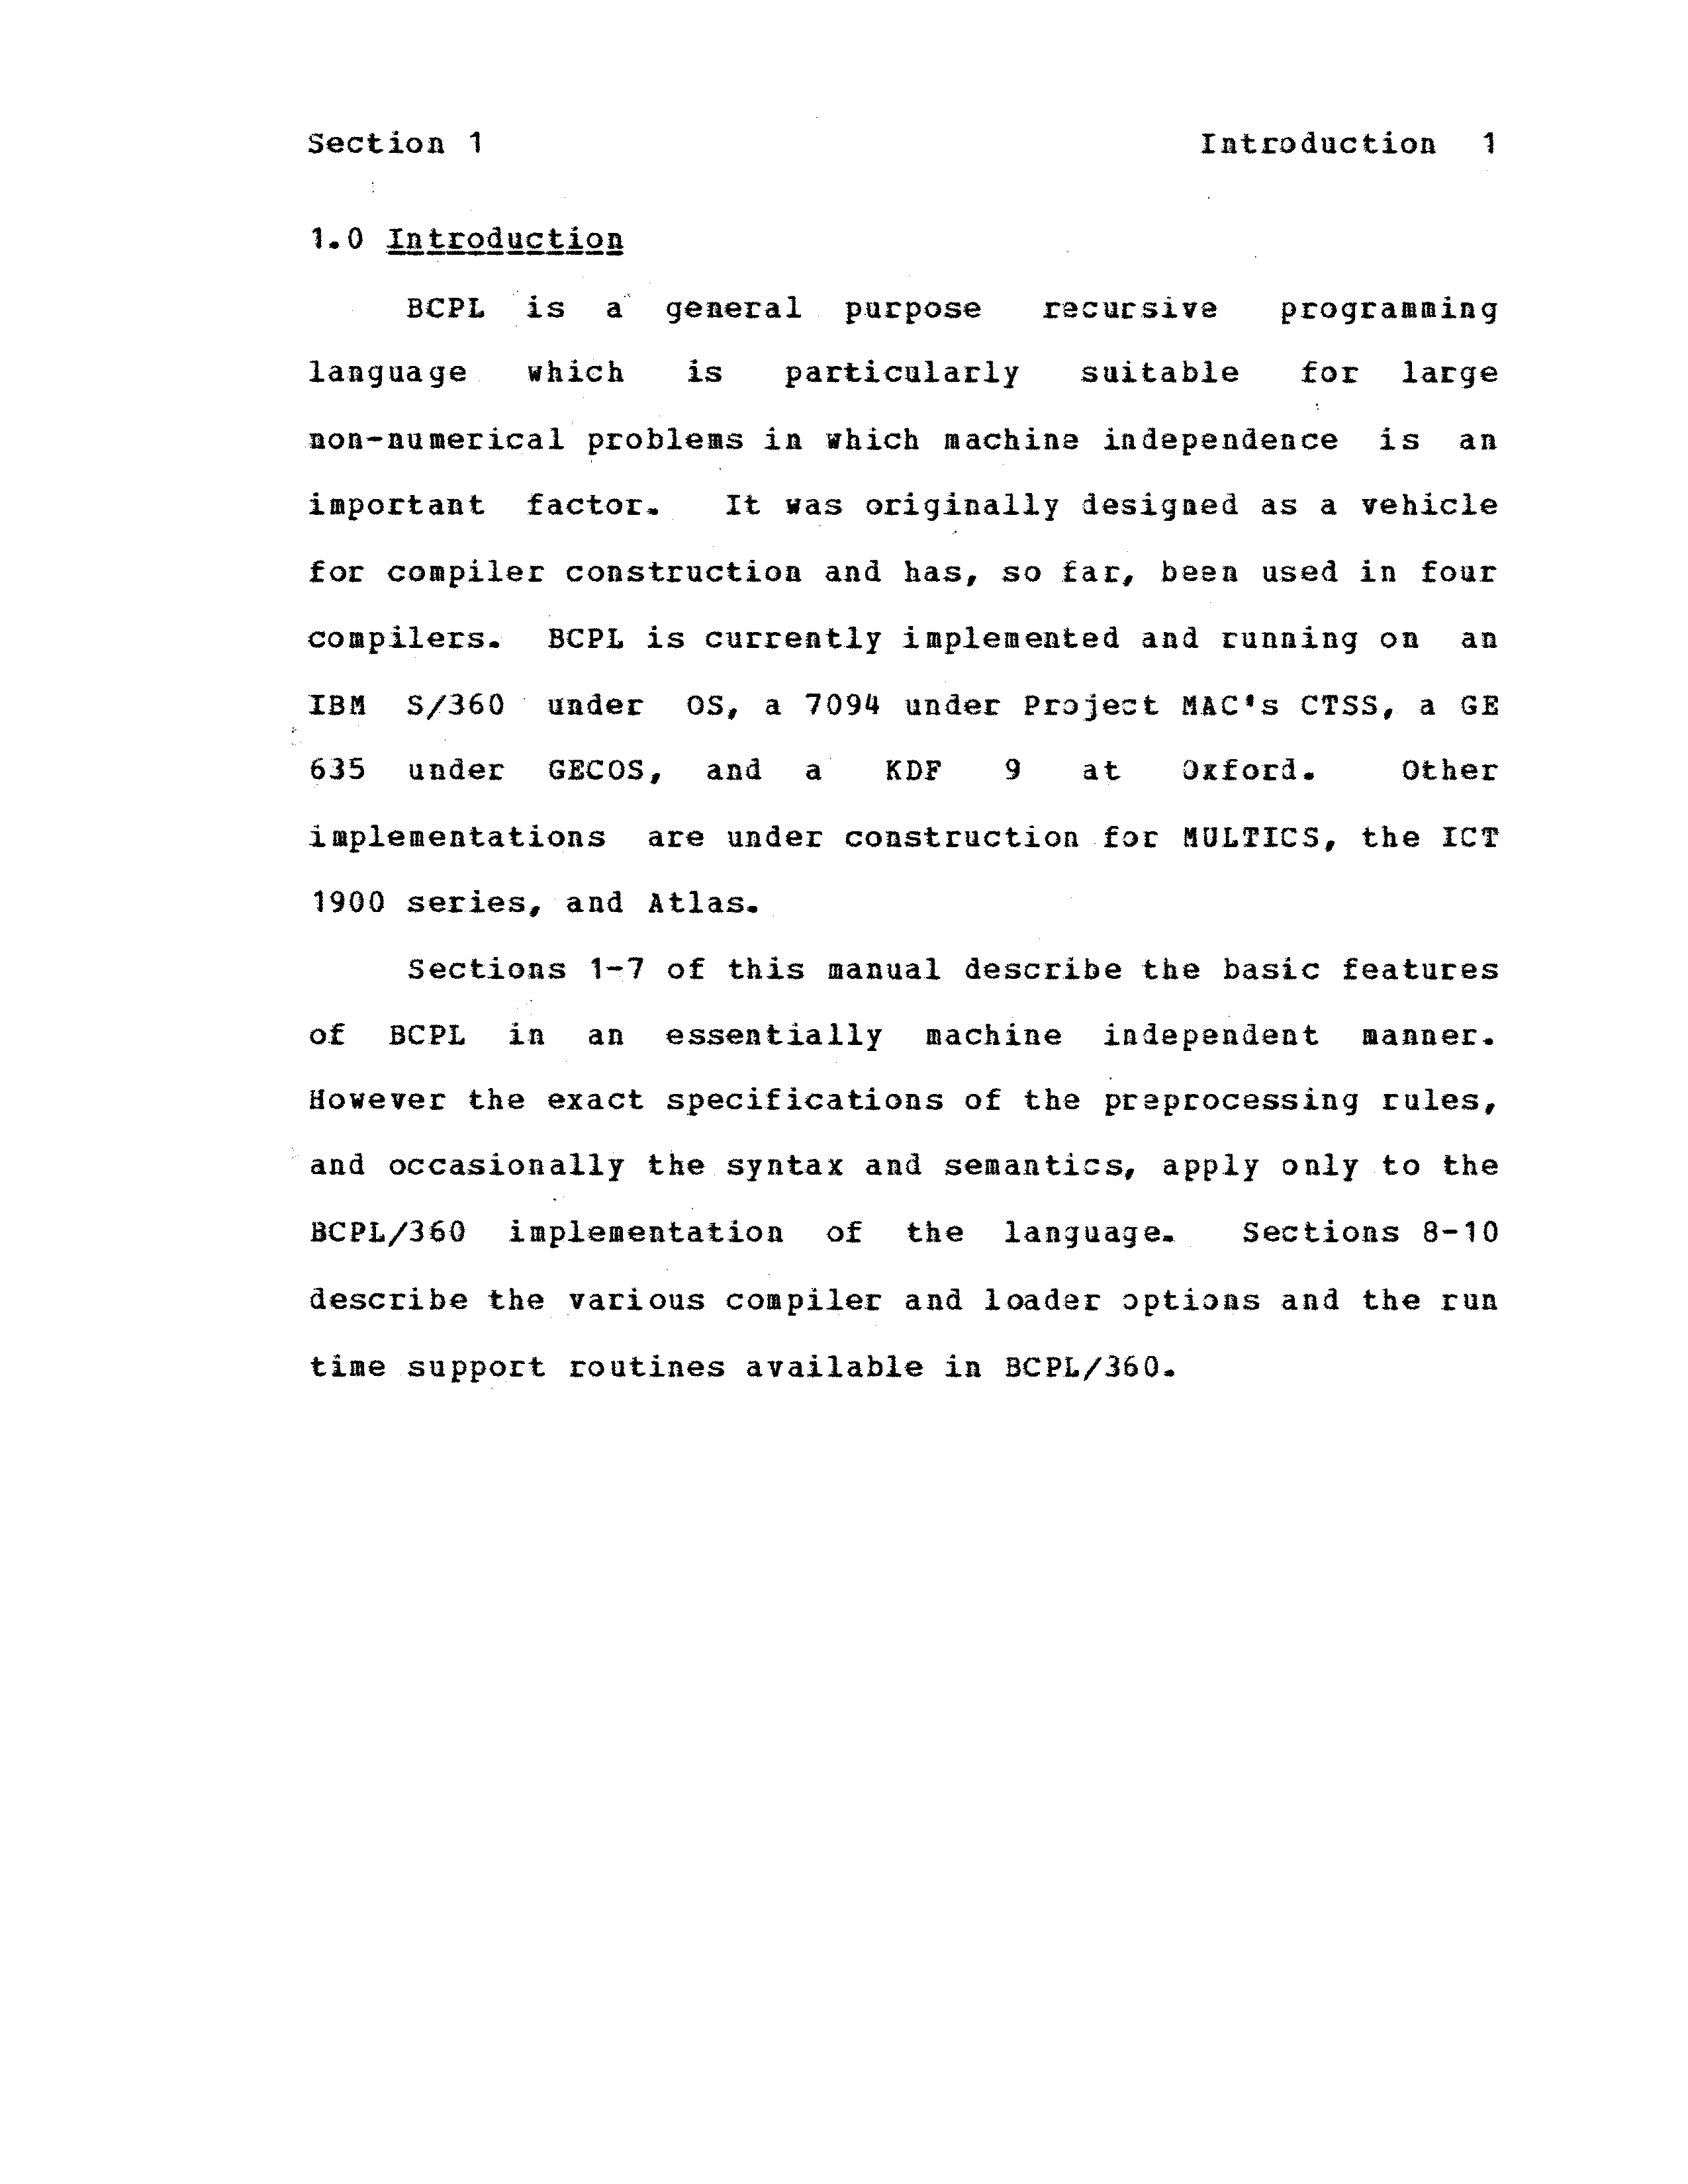 Section 1 Introduction 1
1.0 Introduction
BCPL is a general purpose recursive programming
language which is particularly suitable for large
non-numerical problems in which machine independence is an
important factor. It was originally designed as a vehicle
for compiler construction and has, so far, been used in four
compilers. BCPL is currently implemented and running on an
IBM S/360 under OS, a 7094 under Project MAC's CTSS, a GE
635 under GECOS, and a KDF 9 at Oxford. Other
implementations are under construction for MULTICS, the ICT
1900 series, and Atlas.
Sections 1-7 of this manual describe the basic features
of BCPL in an essentially machine independent manner.
However the exact specifications of the preprocessing rules,
and occasionally the syntax and semantics, apply only to the
BCPL/360 implementation of the language. Sections 8-10
describe the various compiler and loader options and the run
time support routines available in BCPL/360.